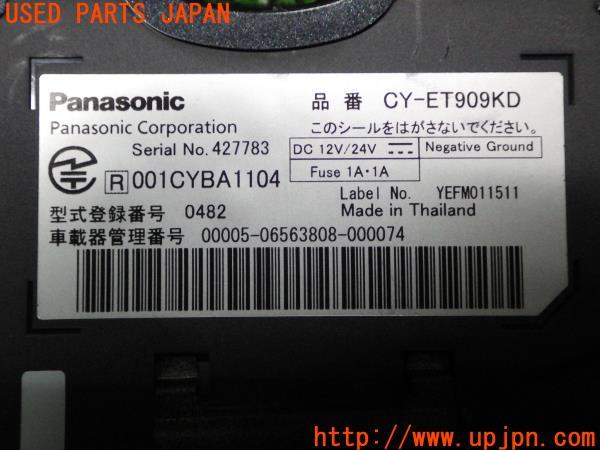 USED PARTS JAPAN
Panasonic
品 番 CY-ET909KD
Panasonic Corporation
このシールをはがさないでください。
Serial No. 427783
DC 12V/24V
Negative Ground
Fuse 1A・1A
R 001CYBA1104
Label No. YEFM011511
型式登録番号 0482
Made in Thailand
車載器管理番号 00005-06563808-000074
http://www.upjpn.com